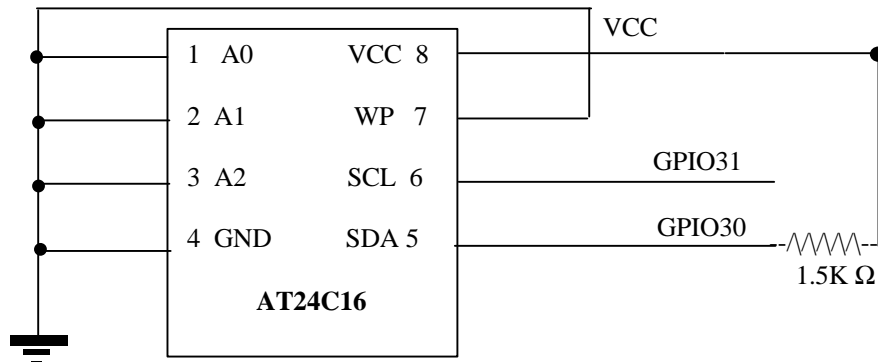 VCC
1 A0 VCC 8
2 A1 WP 7
3 A2 SCL 6
GPIO31
4 GND SDA 5
GPIO30
1.5K Ω
AT24C16